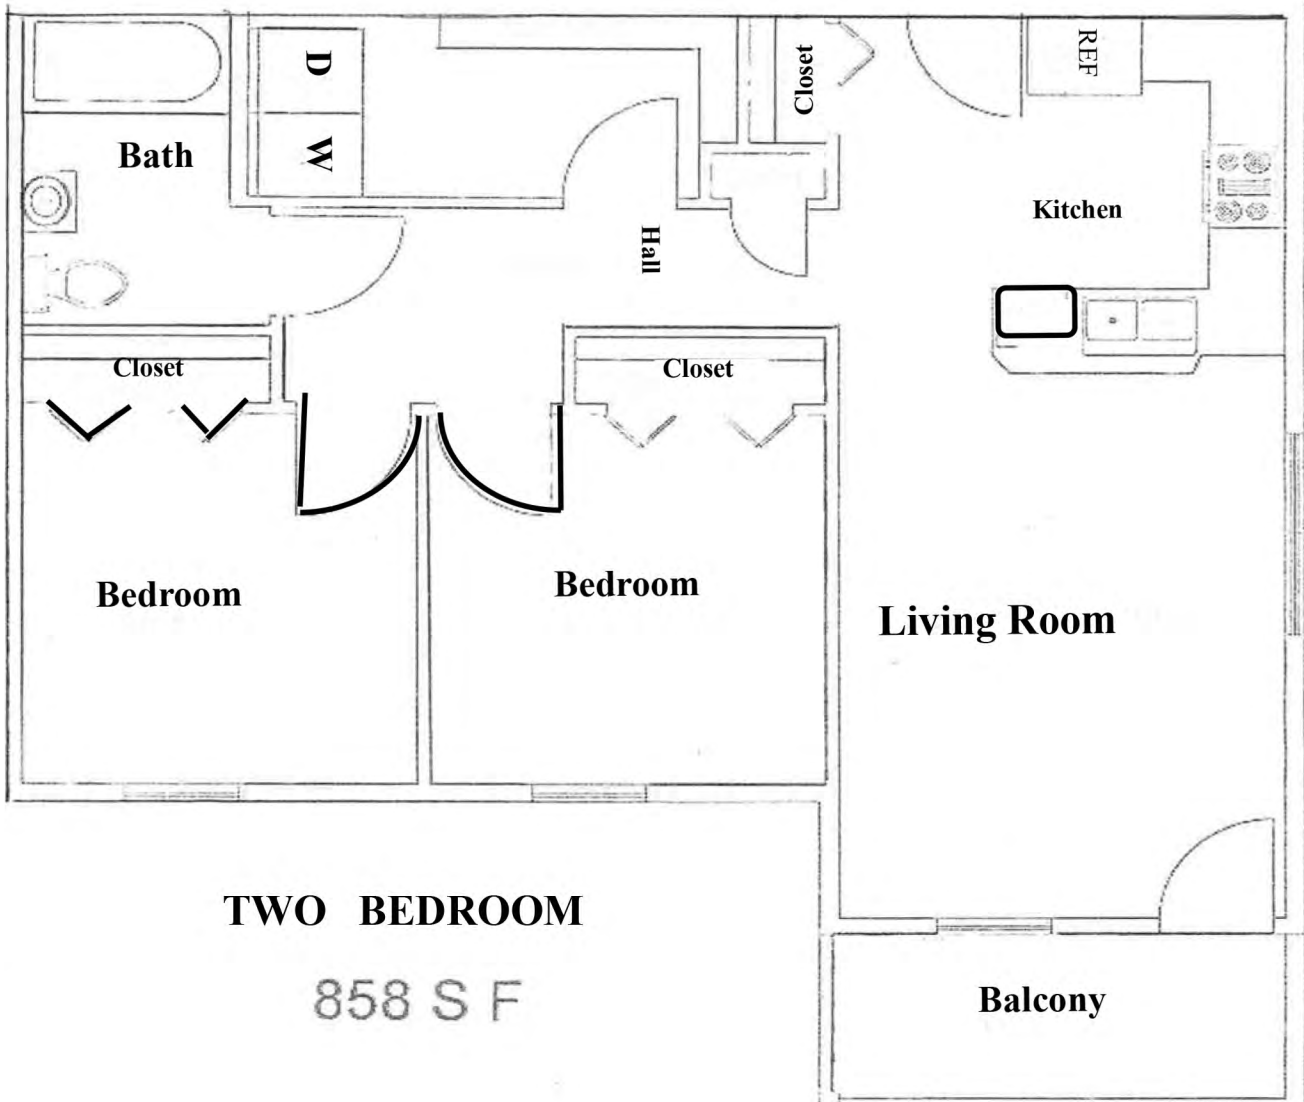 D
W
Closet
REF
Bath
Kitchen
Hall
Closet
Closet
Bedroom
Bedroom
Living Room
TWO BEDROOM
858 S F
Balcony